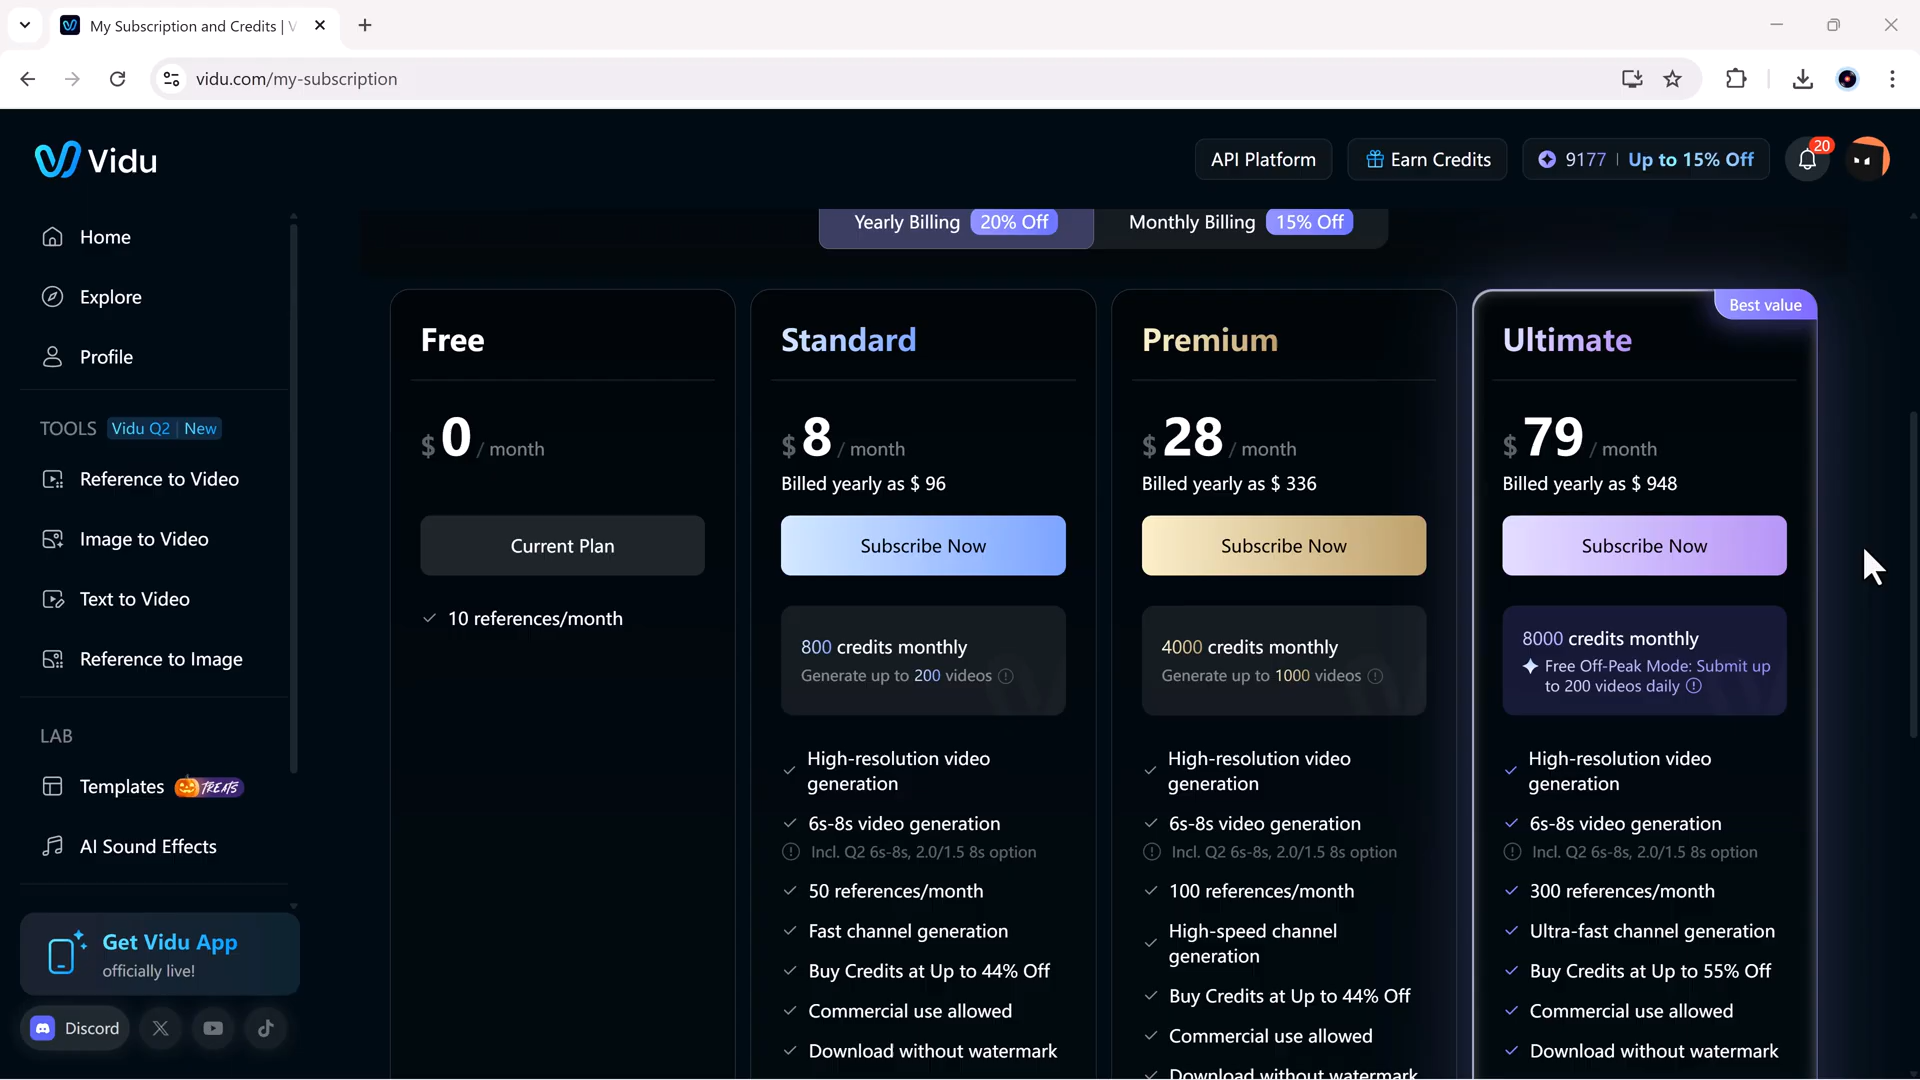 My Subscription and Credits | V
vidu.com/my-subscription
Vidu
API Platform
Earn Credits
9177 | Up to 15% Off
20
Home
Explore
Profile
TOOLS Vidu Q2 | New
Reference to Video
Image to Video
Text to Video
Reference to Image
LAB
Templates TREATS
AI Sound Effects
Get Vidu App
officially live!
Discord
Yearly Billing 20% Off
Monthly Billing 15% Off
Free
$ 0 / month
Current Plan
10 references/month
Standard
$ 8 / month
Billed yearly as $ 96
Subscribe Now
800 credits monthly
Generate up to 200 videos
High-resolution video
generation
6s-8s video generation
Incl. Q2 6s-8s, 2.0/1.5 8s option
50 references/month
Fast channel generation
Buy Credits at Up to 44% Off
Commercial use allowed
Download without watermark
Premium
$ 28 / month
Billed yearly as $ 336
Subscribe Now
4000 credits monthly
Generate up to 1000 videos
High-resolution video
generation
6s-8s video generation
Incl. Q2 6s-8s, 2.0/1.5 8s option
100 references/month
High-speed channel
generation
Buy Credits at Up to 44% Off
Commercial use allowed
Download without watermark
Best value
Ultimate
$ 79 / month
Billed yearly as $ 948
Subscribe Now
8000 credits monthly
Free Off-Peak Mode: Submit up
to 200 videos daily
High-resolution video
generation
6s-8s video generation
Incl. Q2 6s-8s, 2.0/1.5 8s option
300 references/month
Ultra-fast channel generation
Buy Credits at Up to 55% Off
Commercial use allowed
Download without watermark